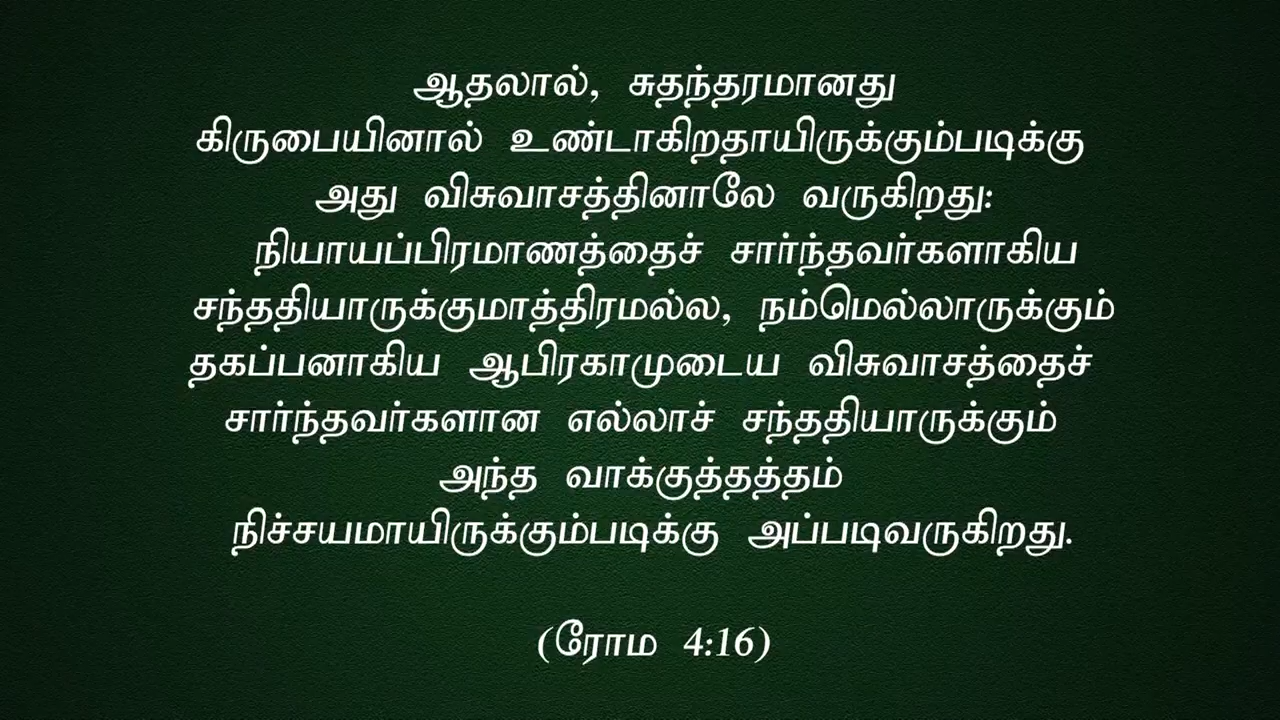 ஆதலால், சுதந்தரமானது
கிருபையினால் உண்டாகிறதாயிருக்கும்படிக்கு
அது விசுவாசத்தினாலே வருகிறது:
நியாயப்பிரமாணத்தைச் சார்ந்தவர்களாகிய
சந்ததியாருக்குமாத்திரமல்ல, நம்மெல்லாருக்கும்
தகப்பனாகிய ஆபிரகாமுடைய விசுவாசத்தைச்
சார்ந்தவர்களான எல்லாச் சந்ததியாருக்கும்
அந்த வாக்குத்தத்தம்
நிச்சயமாயிருக்கும்படிக்கு அப்படிவருகிறது.
(ரோம 4:16)